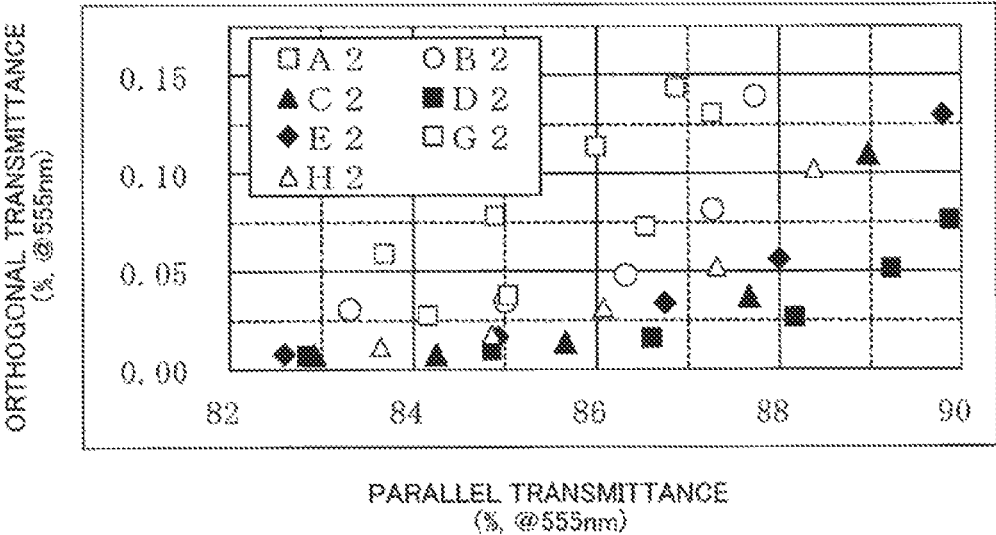 ORTHOGONAL TRANSMITTANCE
(%, @555nm)
0.15
0.10
0.05
0.00
□ A 2 ○ B 2
▲ C 2 ■ D 2
◆ E 2 □ G 2
△ H 2
82 84 86 88 90
PARALLEL TRANSMITTANCE
(%, @555nm)